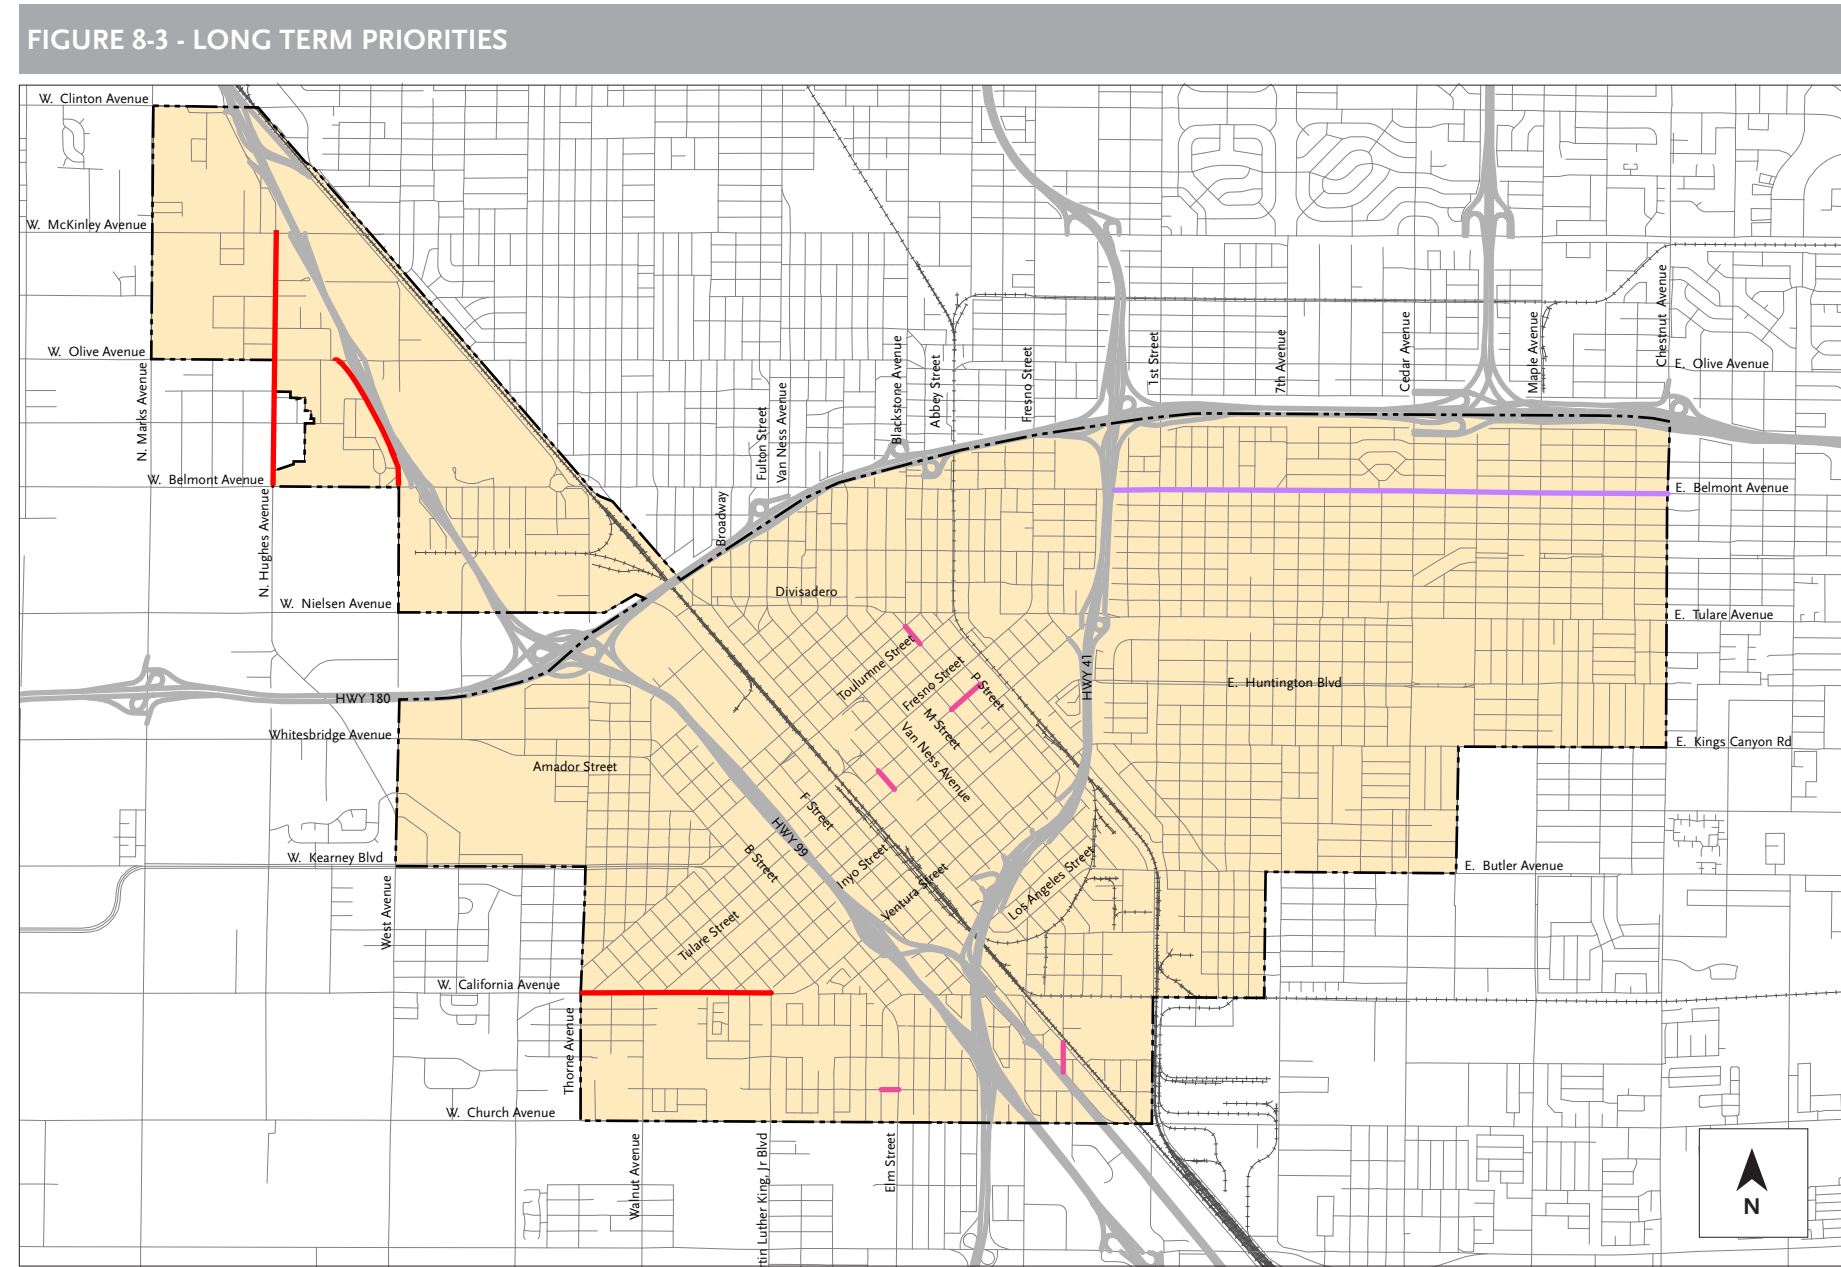 FIGURE 8-3 - LONG TERM PRIORITIES
W. Clinton Avenue
W. McKinley Avenue
W. Olive Avenue
N. Marks Avenue
W. Belmont Avenue
N. Hughes Avenue
W. Nielsen Avenue
HWY 180
Whitesbridge Avenue
Amador Street
W. Kearney Blvd
West Avenue
W. California Avenue
Thorne Avenue
W. Church Avenue
Walnut Avenue
tin Luther King, Jr Blvd
Elm Street
Broadway
Fulton Street
Van Ness Avenue
Blackstone Avenue
Abbey Street
Fresno Street
1st Street
7th Avenue
Cedar Avenue
Maple Avenue
Chestnut Avenue
E. Olive Avenue
E. Belmont Avenue
E. Tulare Avenue
E. Huntington Blvd
E. Kings Canyon Rd
E. Butler Avenue
Divisadero
Toulumne Street
Fresno Street
P Street
M Street
Van Ness Avenue
HWY 41
F Street
HWY 99
B Street
Inyo Street
Ventura Street
Los Angeles Street
Tulare Street
N